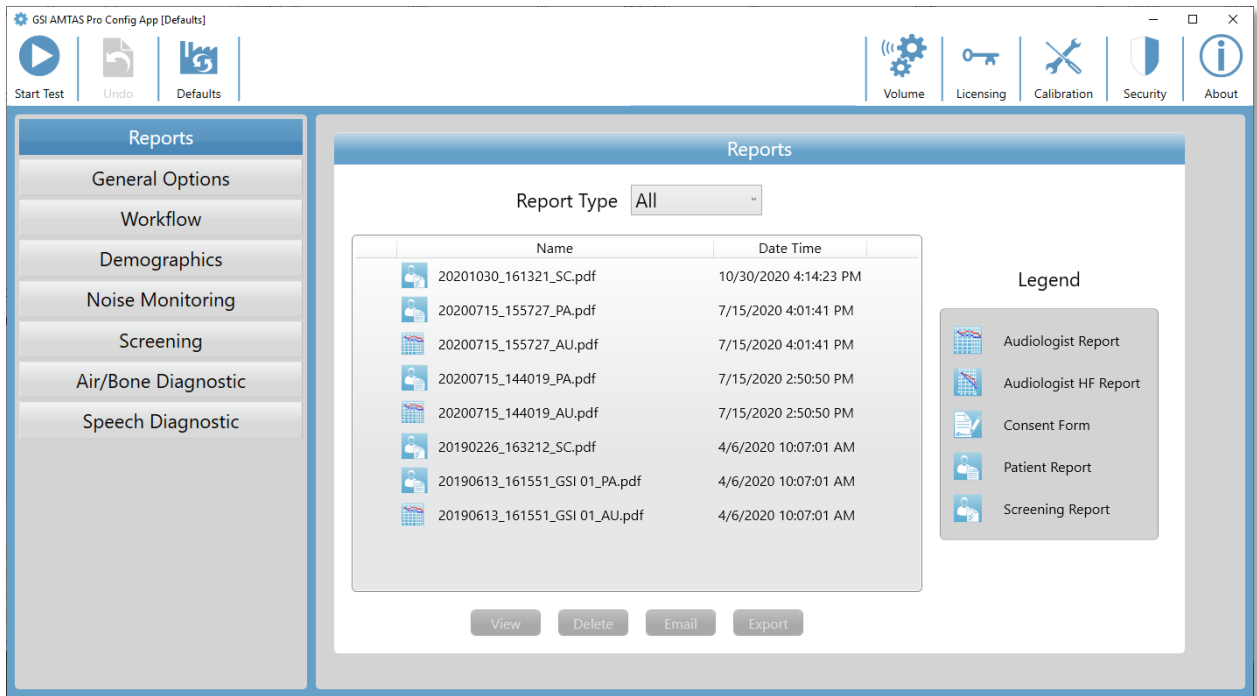 GSI AMTAS Pro Config App [Defaults]
Start Test
Undo
Defaults
Volume
Licensing
Calibration
Security
About
Reports
General Options
Workflow
Demographics
Noise Monitoring
Screening
Air/Bone Diagnostic
Speech Diagnostic
Reports
Report Type All
Name Date Time
20201030_161321_SC.pdf 10/30/2020 4:14:23 PM
20200715_155727_PA.pdf 7/15/2020 4:01:41 PM
20200715_155727_AU.pdf 7/15/2020 4:01:41 PM
20200715_144019_PA.pdf 7/15/2020 2:50:50 PM
20200715_144019_AU.pdf 7/15/2020 2:50:50 PM
20190226_163212_SC.pdf 4/6/2020 10:07:01 AM
20190613_161551_GSI 01_PA.pdf 4/6/2020 10:07:01 AM
20190613_161551_GSI 01_AU.pdf 4/6/2020 10:07:01 AM
View
Delete
Email
Export
Legend
Audiologist Report
Audiologist HF Report
Consent Form
Patient Report
Screening Report